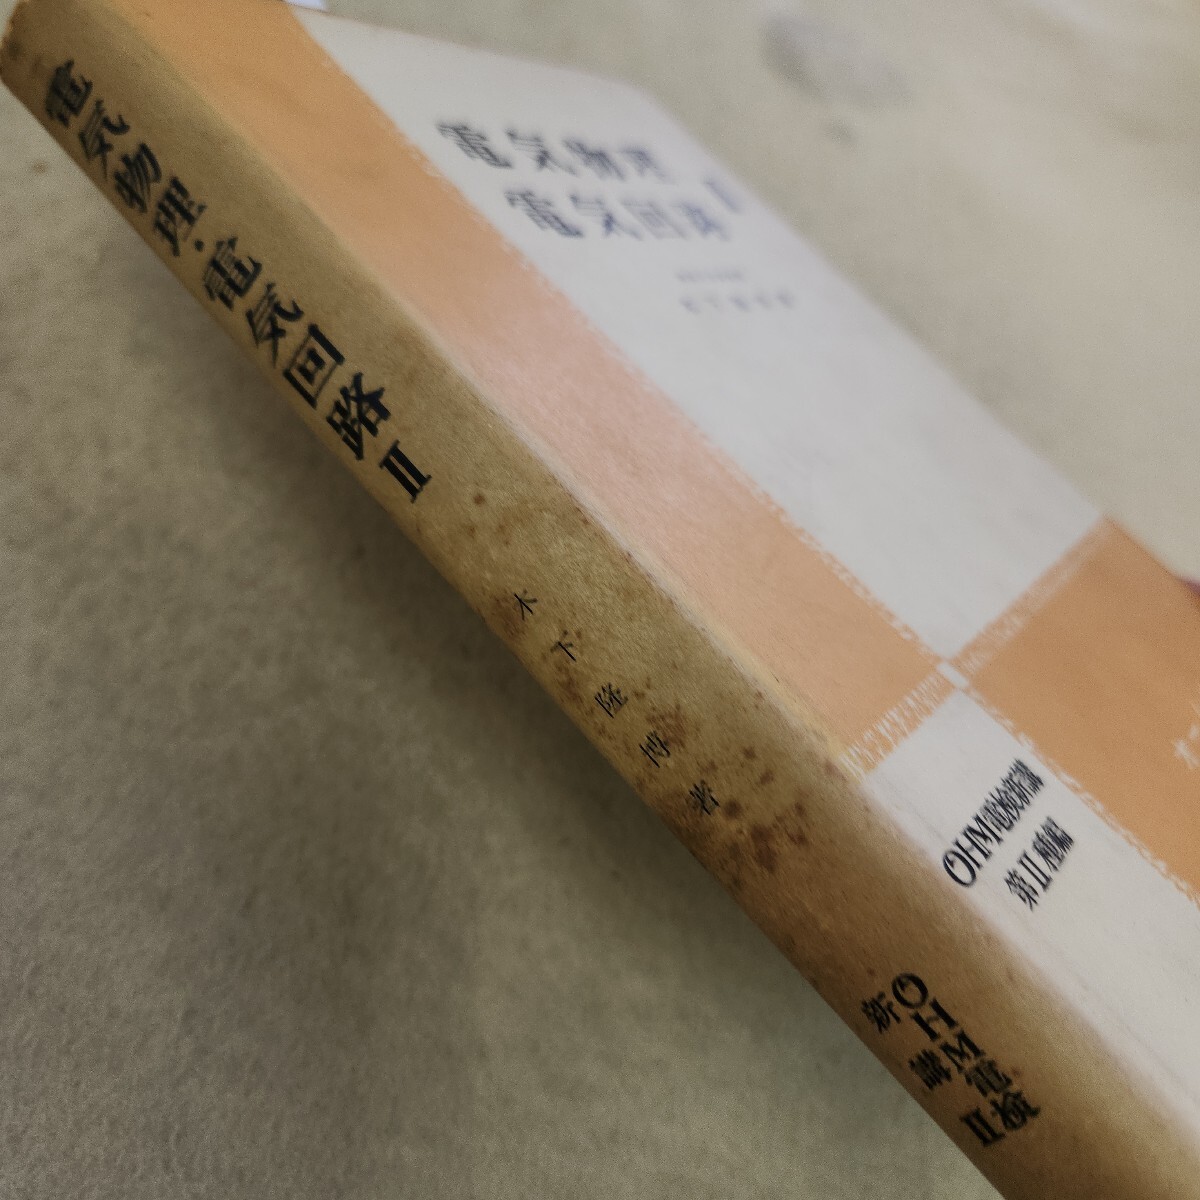 電気物理・電気回路 II
木下隆博著
OHM電検
新講 II
電気物理
電気回路
OHM電検新講
第II種編
オ